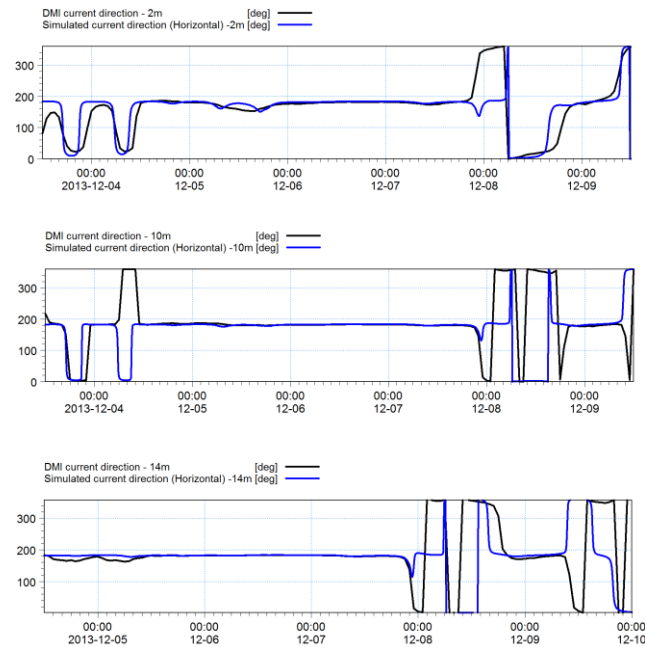 DMI current direction - 2m [deg]
Simulated current direction (Horizontal) -2m [deg]
300
200
100
0
00:00 00:00 00:00 00:00 00:00 00:00
2013-12-04 12-05 12-06 12-07 12-08 12-09
DMI current direction - 10m [deg]
Simulated current direction (Horizontal) -10m [deg]
300
200
100
0
00:00 00:00 00:00 00:00 00:00 00:00
2013-12-04 12-05 12-06 12-07 12-08 12-09
DMI current direction - 14m [deg]
Simulated current direction (Horizontal) -14m [deg]
300
200
100
00:00 00:00 00:00 00:00 00:00 00:00
2013-12-05 12-06 12-07 12-08 12-09 12-10